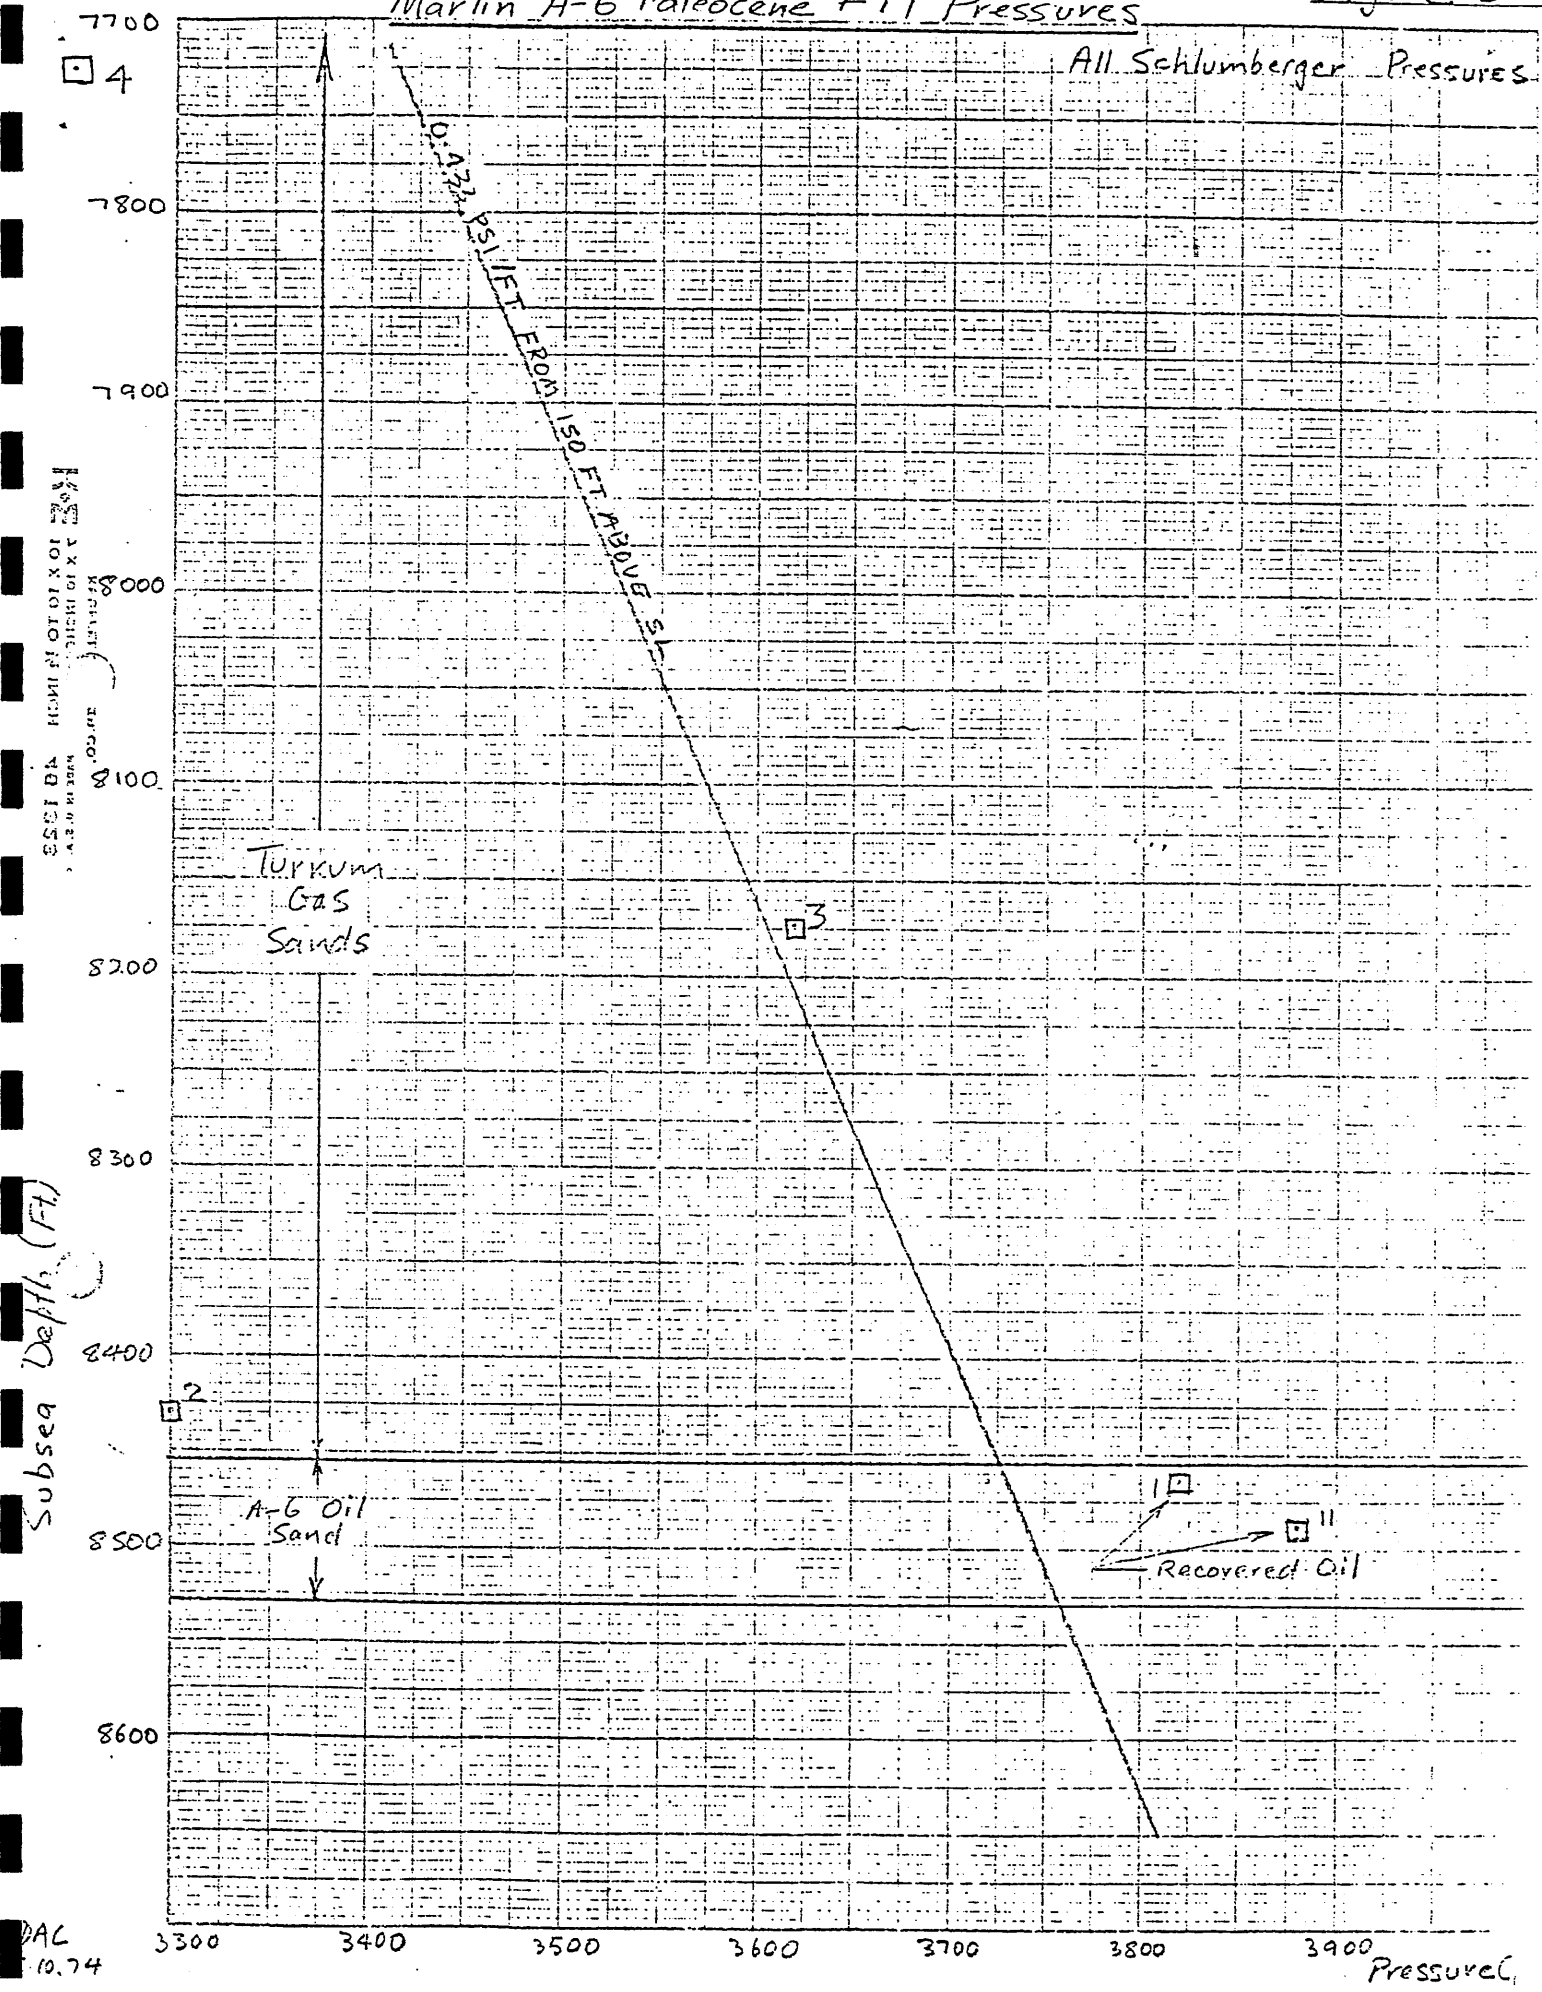 Marlin A-6 Paleocene FIT Pressures
All Schlumberger Pressures
7700
4
7800
0.433 PSI/FT FROM 150 FT ABOVE SL
7900
8000
8100
Turrum
Gas
Sands
3
8200
8300
8400
2
1
A-6 Oil
Sand
11
8500
Recovered Oil
8600
Subsea Depth (Ft)
3300 3400 3500 3600 3700 3800 3900
Pressure
DAC
10.74